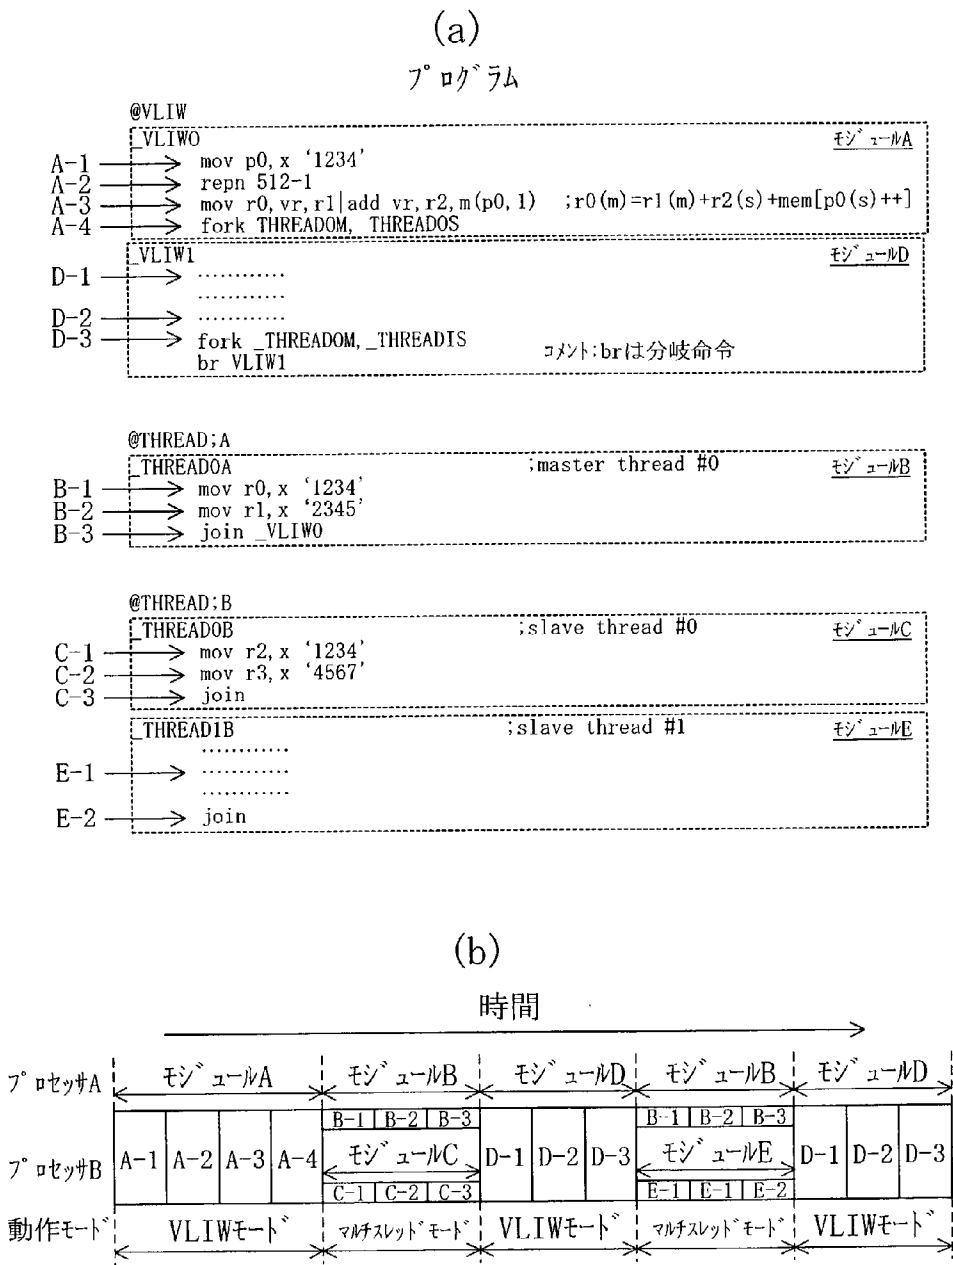 (a)
プログラム
@VLIW
_VLIW0 モジュールA
A-1 mov p0,x ‘1234’
A-2 repn 512-1
A-3 mov r0,vr,r1|add vr,r2,m(p0,1) ;r0(m)=r1(m)+r2(s)+mem[p0(s)++]
A-4 fork THREADOM, THREADOS
_VLIW1 モジュールD
D-1 …………
…………
D-2 …………
D-3 fork _THREADOM,_THREADIS
br VLIW1 コメント:brは分岐命令
@THREAD;A
_THREADOA ;master thread #0 モジュールB
B-1 mov r0,x ‘1234’
B-2 mov r1,x ‘2345’
B-3 join _VLIWO
@THREAD;B
_THREADOB ;slave thread #0 モジュールC
C-1 mov r2,x ‘1234’
C-2 mov r3,x ‘4567’
C-3 join
_THREAD1B ;slave thread #1 モジュールE
…………
E-1 …………
…………
E-2 join
(b)
時間
プロセッサA モジュールA モジュールB モジュールD モジュールB モジュールD
B-1 B-2 B-3 B-1 B-2 B-3
プロセッサB A-1 A-2 A-3 A-4 モジュールC D-1 D-2 D-3 モジュールE D-1 D-2 D-3
C-1 C-2 C-3 E-1 E-1 E-2
動作モード VLIWモード マルチスレッドモード VLIWモード マルチスレッドモード VLIWモード